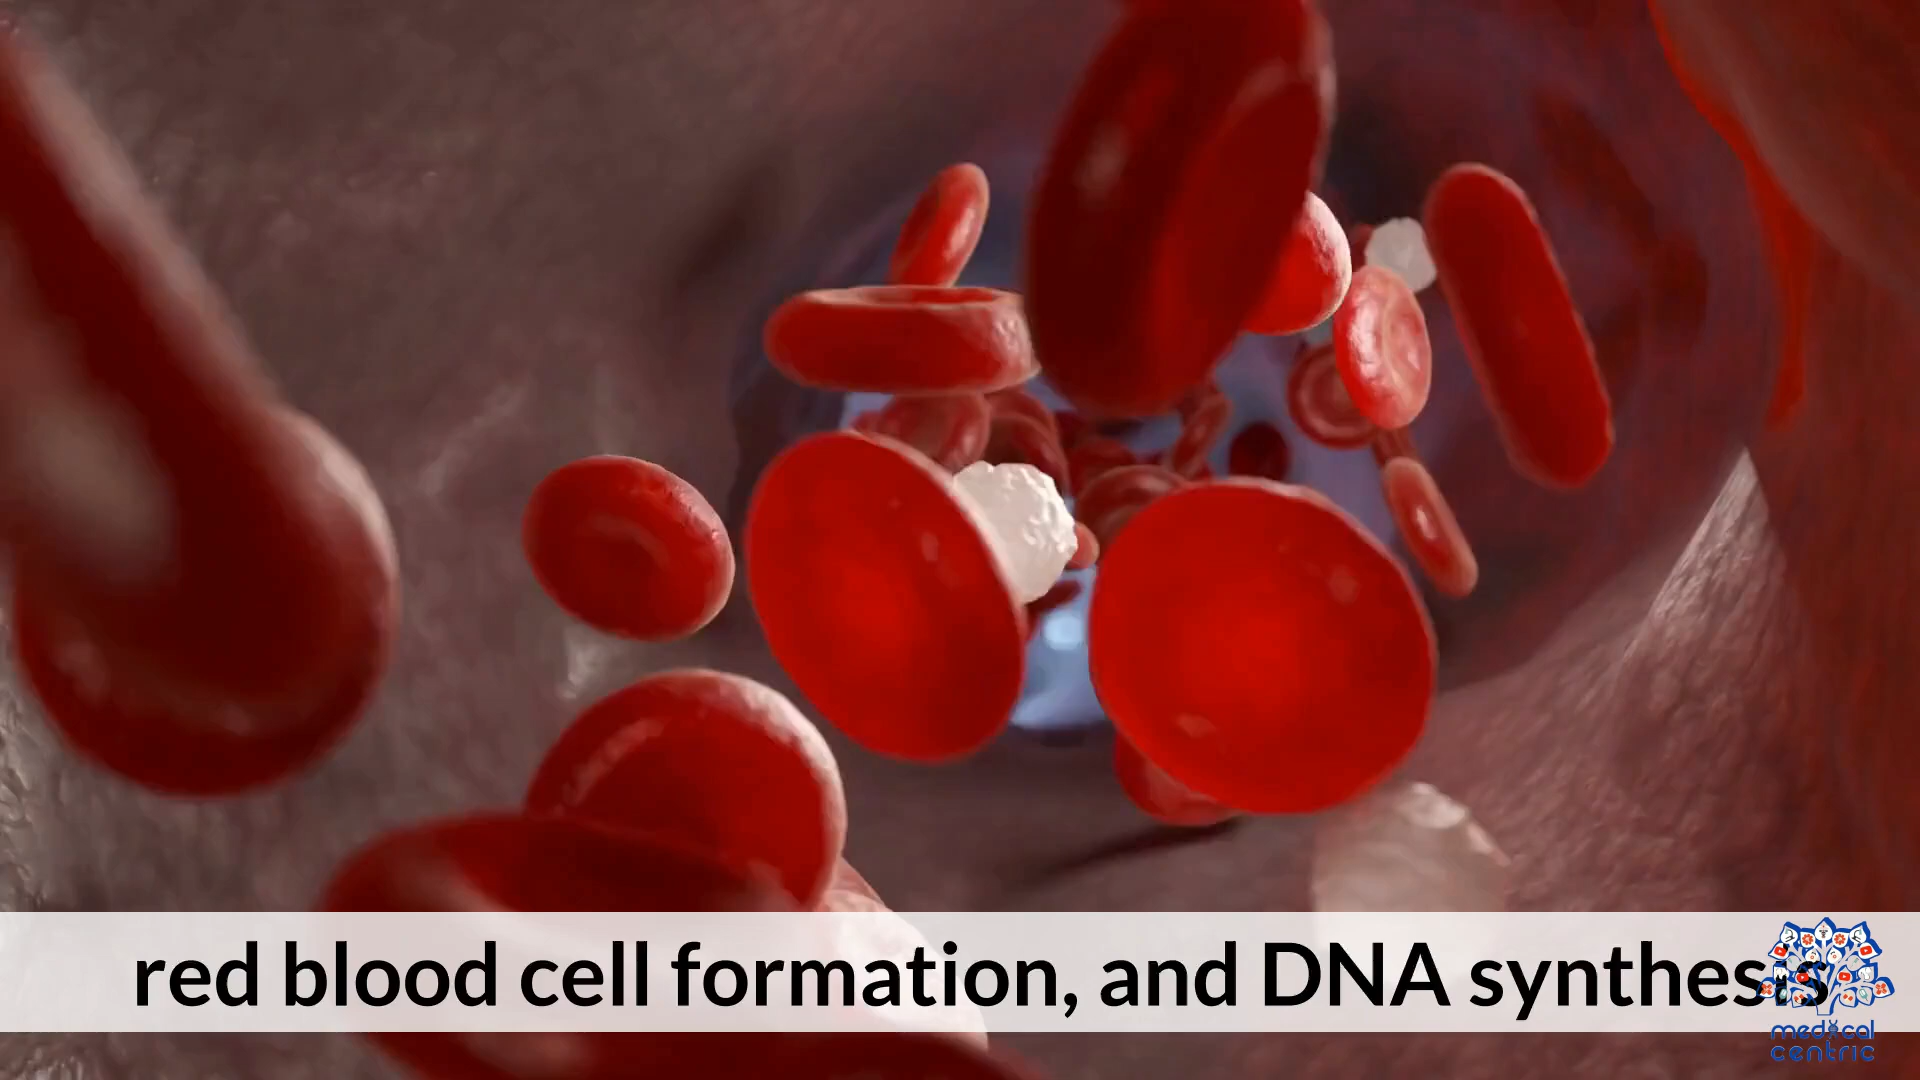 red blood cell formation, and DNA synthesis
medical
centric